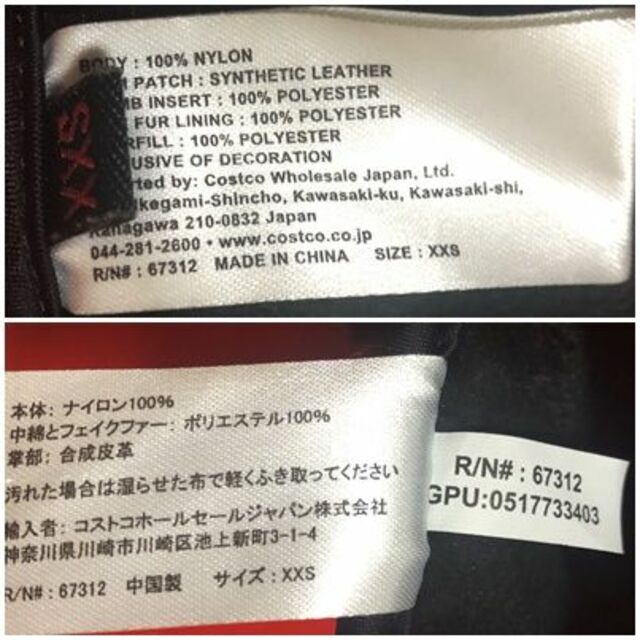 BODY : 100% NYLON
PATCH : SYNTHETIC LEATHER
INSERT : 100% POLYESTER
FUR LINING : 100% POLYESTER
: 100% POLYESTER
OF DECORATION
by: Costco Wholesale Japan, Ltd.
Kawasaki-ku, Kawasaki-shi,
Kanagawa 210-0832 Japan
044-281-2600 • www.costco.co.jp
R/N# : 67312 MADE IN CHINA SIZE : XXS
XXS
本体: ナイロン100%
中綿とフェイクファー: ポリエステル100%
掌部: 合成皮革
汚れた場合は湿らせた布で軽くふき取ってください
輸入者: コストコホールセールジャパン株式会社
神奈川県川崎市川崎区池上新町3-1-4
R/N# : 67312 中国製 サイズ : XXS
R/N# : 67312
GPU:0517733403